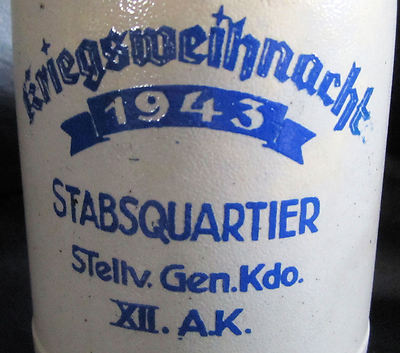 Kriegsweihnacht
1943
STABSQUARTIER
STellv. Gen.Kdo.
XII. A.K.